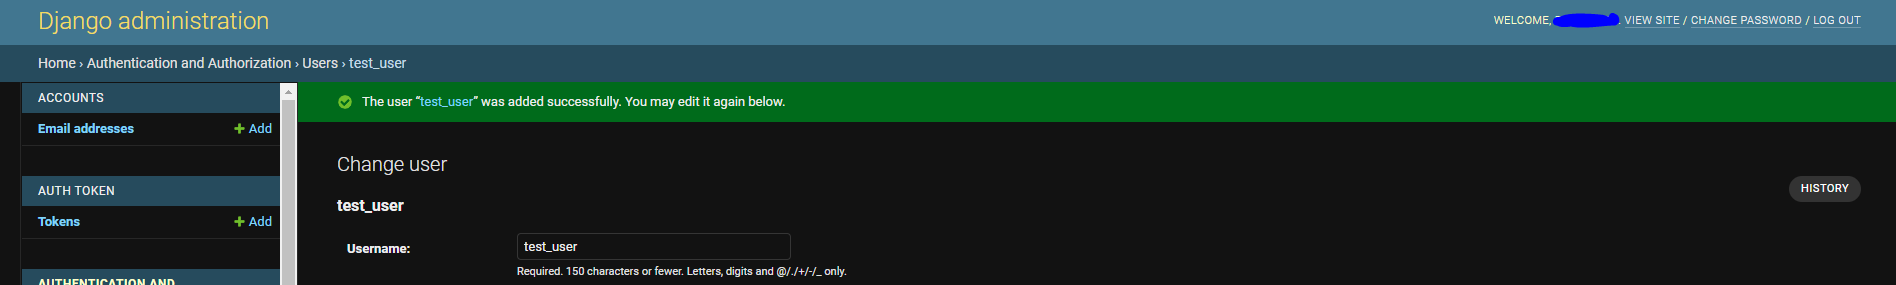 Django administration
WELCOME, VIEW SITE / CHANGE PASSWORD / LOG OUT
Home › Authentication and Authorization › Users › test_user
ACCOUNTS
Email addresses + Add
AUTH TOKEN
Tokens + Add
AUTHENTICATION AND
The user “test_user” was added successfully. You may edit it again below.
Change user
HISTORY
test_user
Username: test_user
Required. 150 characters or fewer. Letters, digits and @/./+/-/_ only.